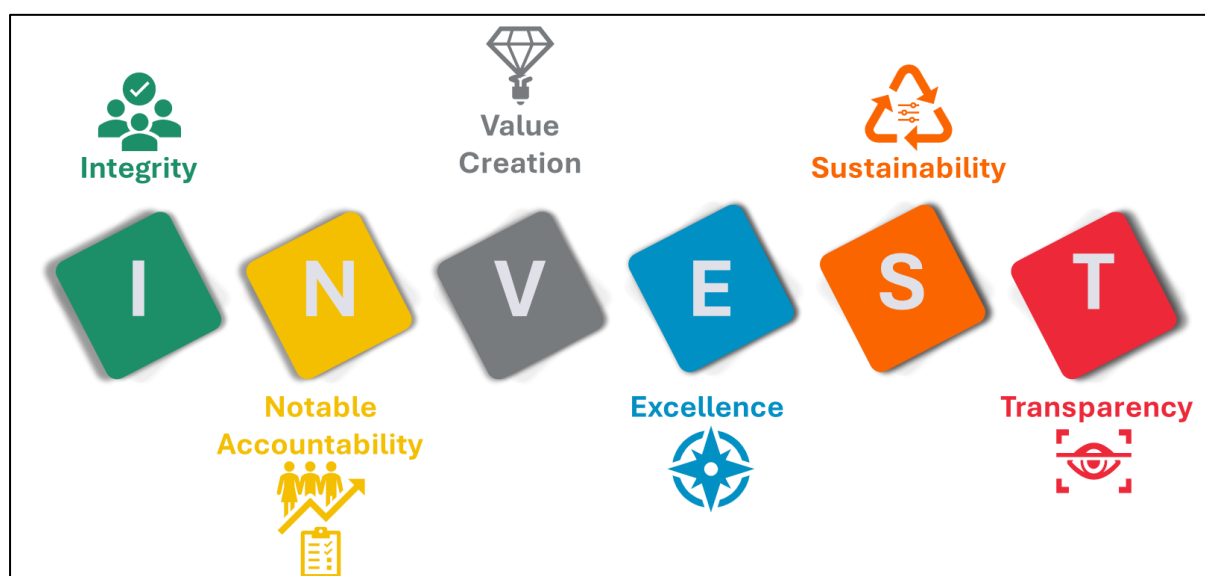 Value
Creation
Integrity
Sustainability
I N V E S T
Notable
Accountability
Excellence
Transparency